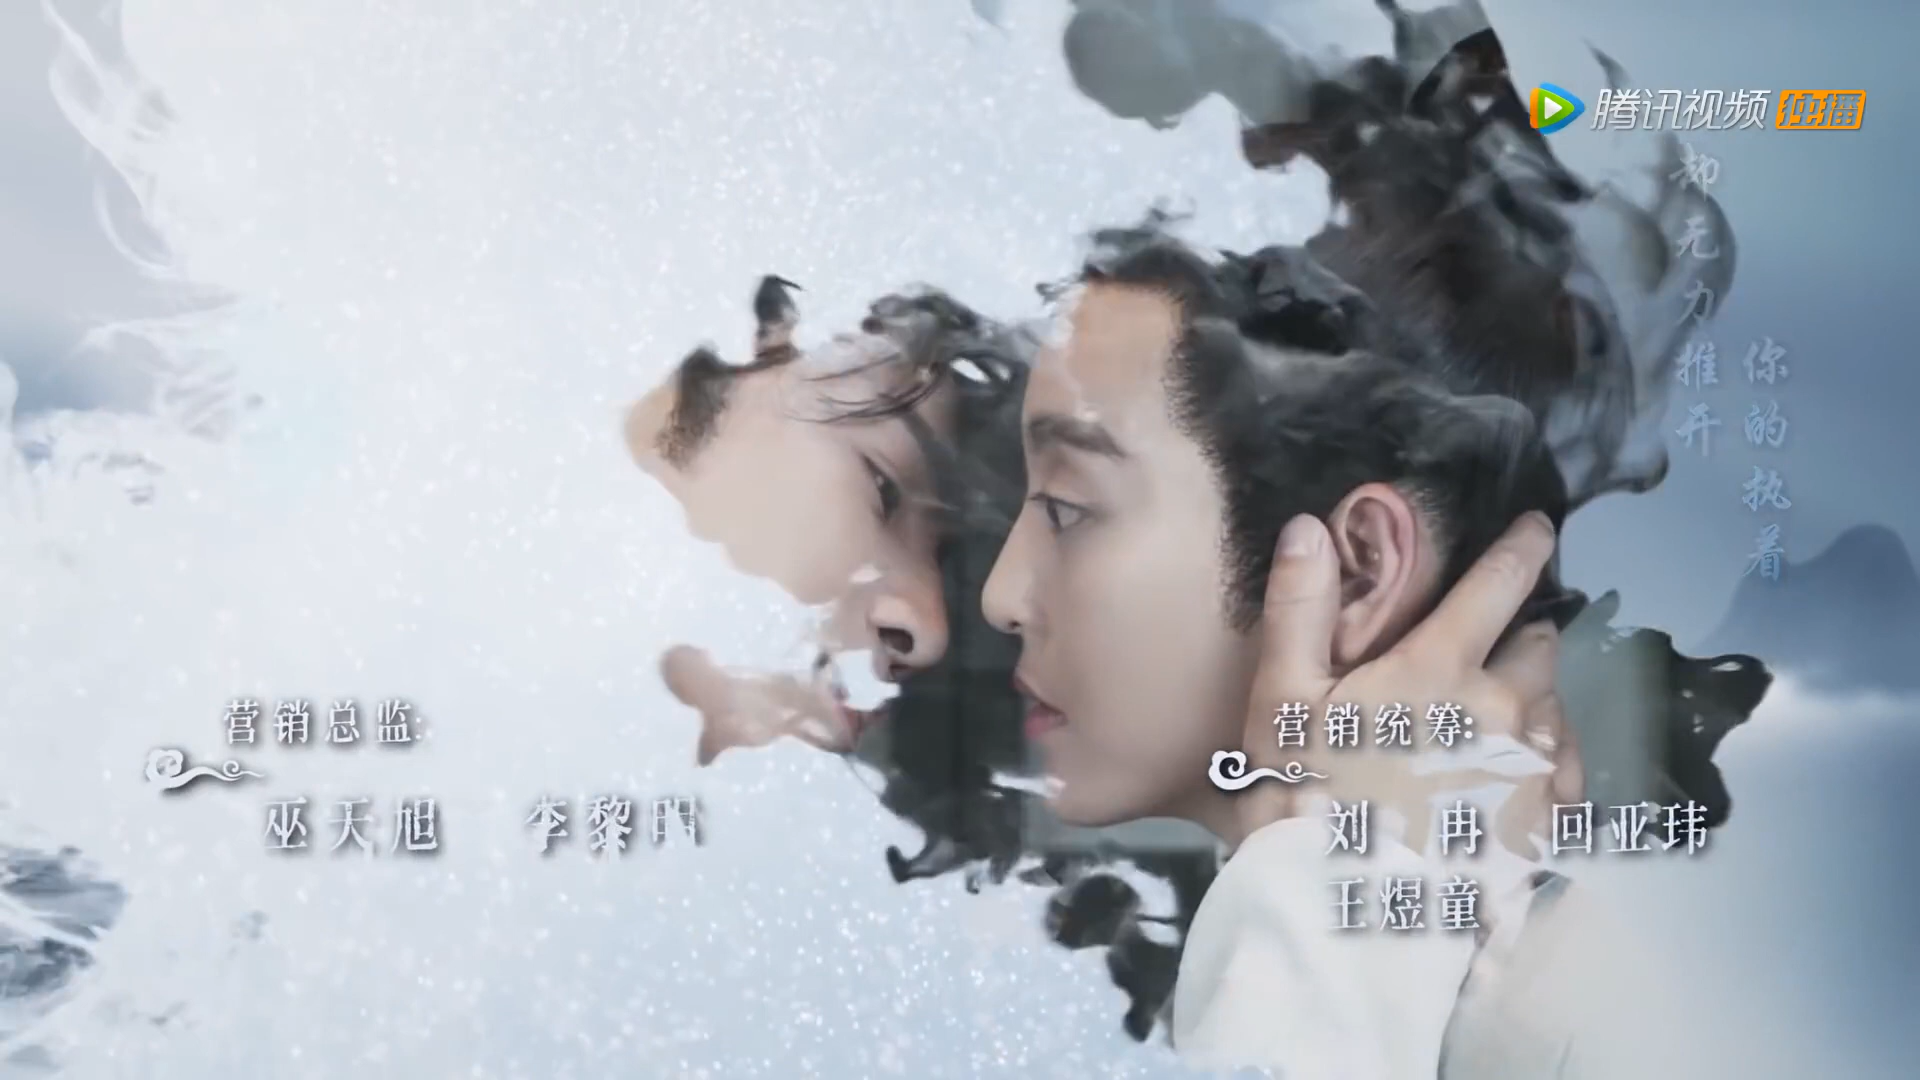 腾讯视频 独播
你的执着
却无力推开
营销总监:
巫天旭 李黎明
营销统筹:
刘 冉 回亚玮
王煜童